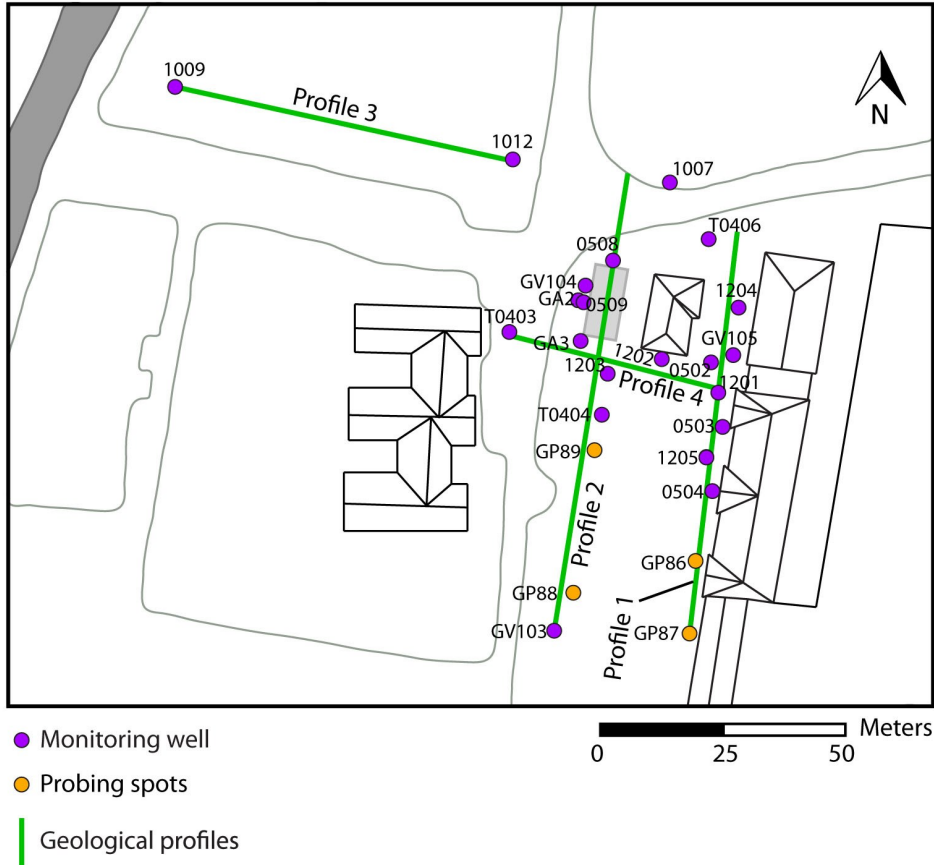 1009
Profile 3
1012
N
1007
T0406
0508
GV104
GA2
0509
1204
T0403
GA3
1202
GV105
0502
1203
Profile 4
1201
T0404
0503
GP89
1205
0504
Profile 2
GP86
GP88
GV103
Profile 1
GP87
Monitoring well
Meters
0
25
50
Probing spots
Geological profiles